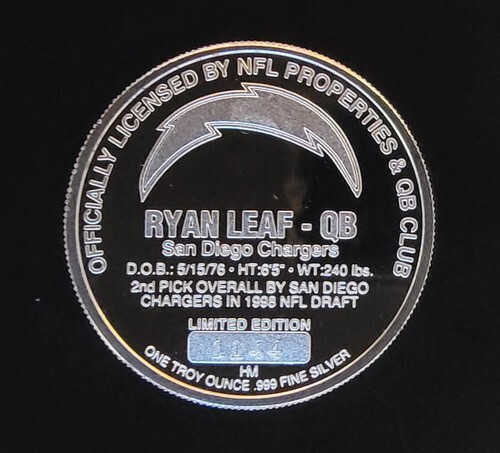 OFFICIALLY LICENSED BY NFL PROPERTIES & QB CLUB
RYAN LEAF - QB
San Diego Chargers
D.O.B.: 5/15/76 • HT:6'5" • WT:240 lbs.
2nd PICK OVERALL BY SAN DIEGO
CHARGERS IN 1998 NFL DRAFT
LIMITED EDITION
HM
ONE TROY OUNCE .999 FINE SILVER